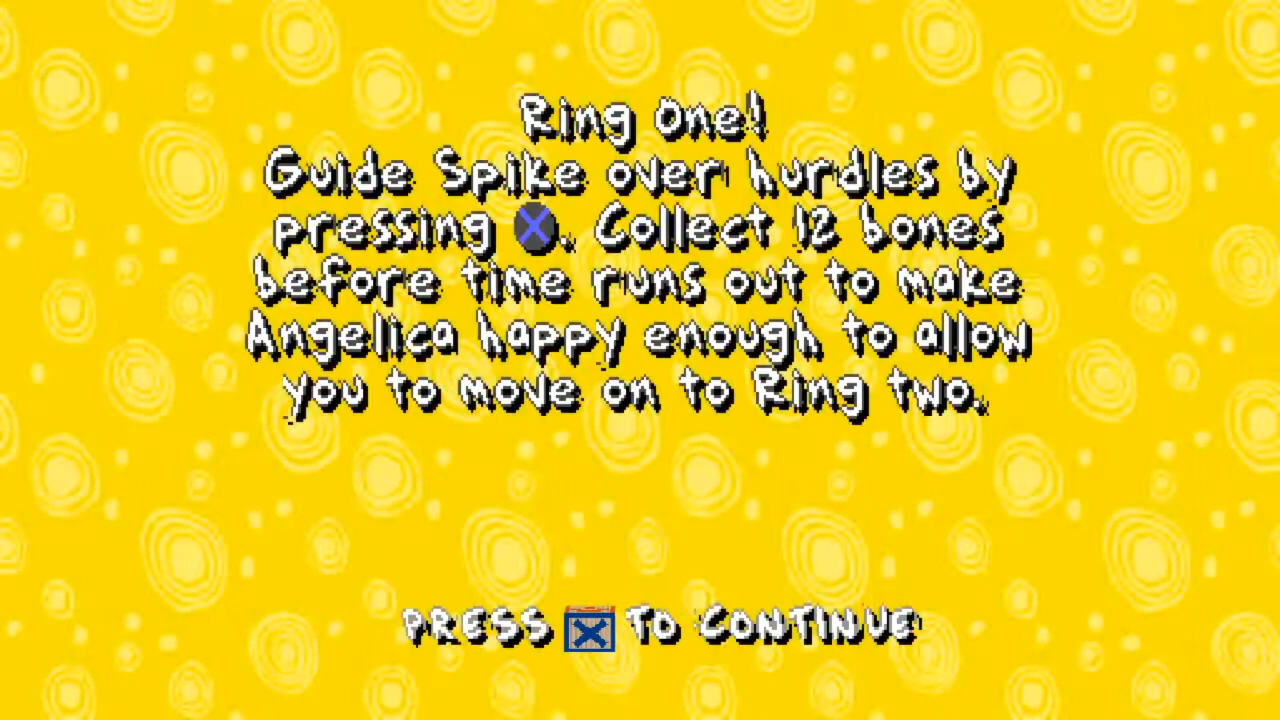 Ring One!
Guide Spike over hurdles by
pressing X. Collect 12 bones
before time runs out to make
Angelica happy enough to allow
you to move on to Ring two.
PRESS X TO CONTINUE